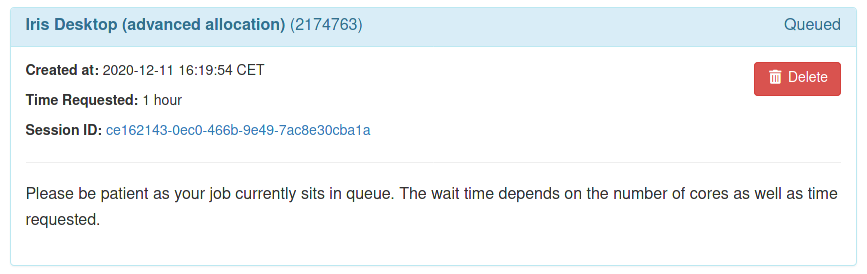 Iris Desktop (advanced allocation) (2174763) Queued
Created at: 2020-12-11 16:19:54 CET Delete
Time Requested: 1 hour
Session ID: ce162143-0ec0-466b-9e49-7ac8e30cba1a
Please be patient as your job currently sits in queue. The wait time depends on the number of cores as well as time
requested.